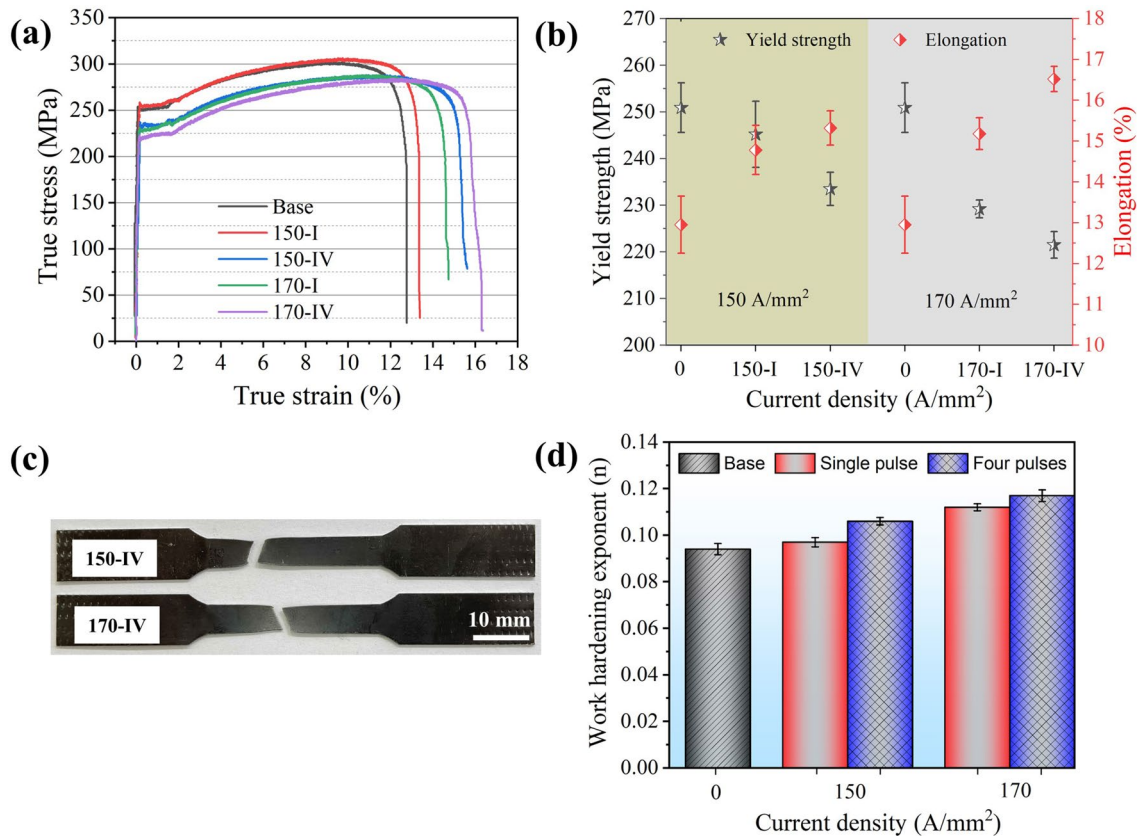 (a)
350
300
250
200
150
100
50
0
True stress (MPa)
Base
150-I
150-IV
170-I
170-IV
0 2 4 6 8 10 12 14 16 18
True strain (%)
(b)
270
260
250
240
230
220
210
200
Yield strength (MPa)
Yield strength
Elongation
150 A/mm²
170 A/mm²
18
17
16
15
14
13
12
11
10
Elongation (%)
0 150-I 150-IV 0 170-I 170-IV
Current density (A/mm²)
(c)
150-IV
170-IV
10 mm
(d)
0.14
0.12
0.10
0.08
0.06
0.04
0.02
0.00
Work hardening exponent (n)
Base Single pulse Four pulses
0 150 170
Current density (A/mm²)